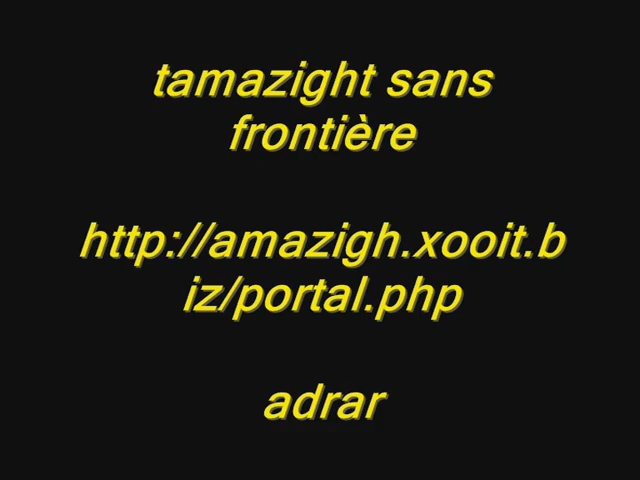 tamazight sans
frontière
http://amazigh.xooit.b
iz/portal.php
adrar